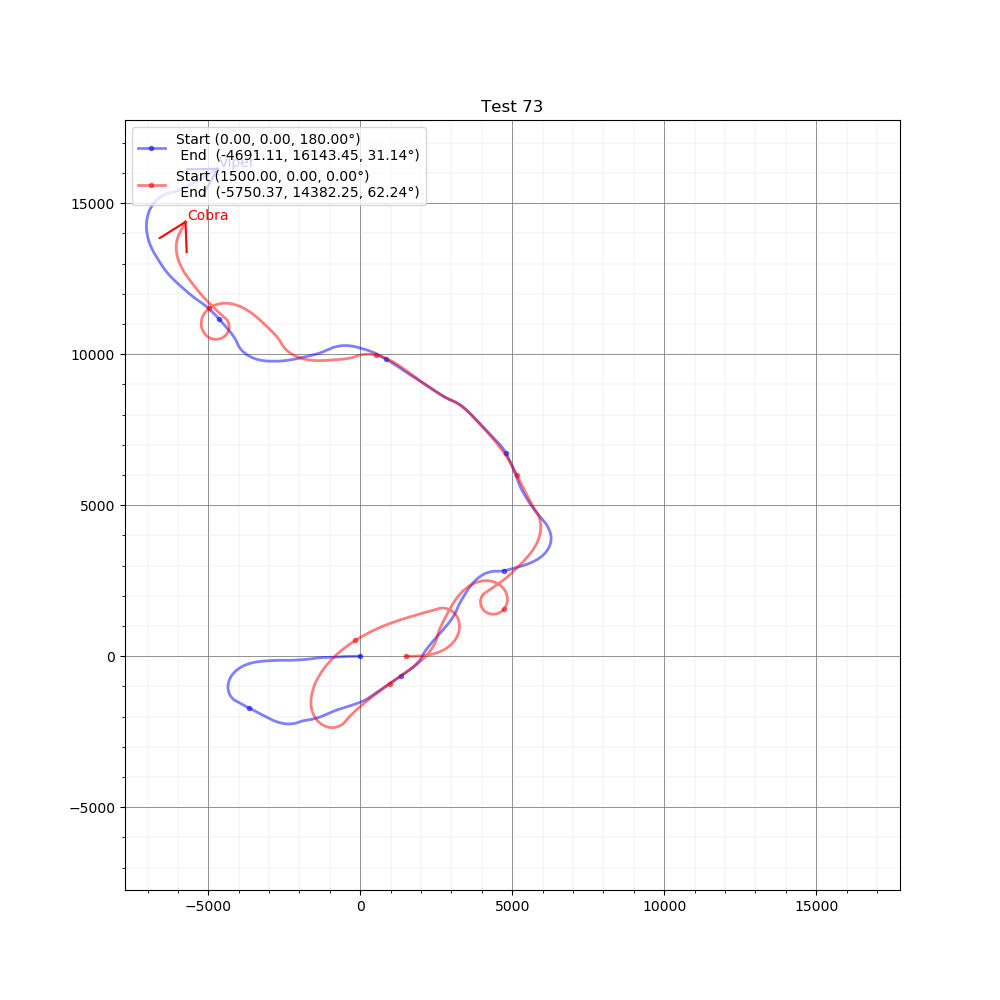 Test 73
Start (0.00, 0.00, 180.00°)
End  (-4691.11, 16143.45, 31.14°)
Start (1500.00, 0.00, 0.00°)
End  (-5750.37, 14382.25, 62.24°)
Viper
Cobra
15000
10000
5000
0
−5000
−5000
0
5000
10000
15000